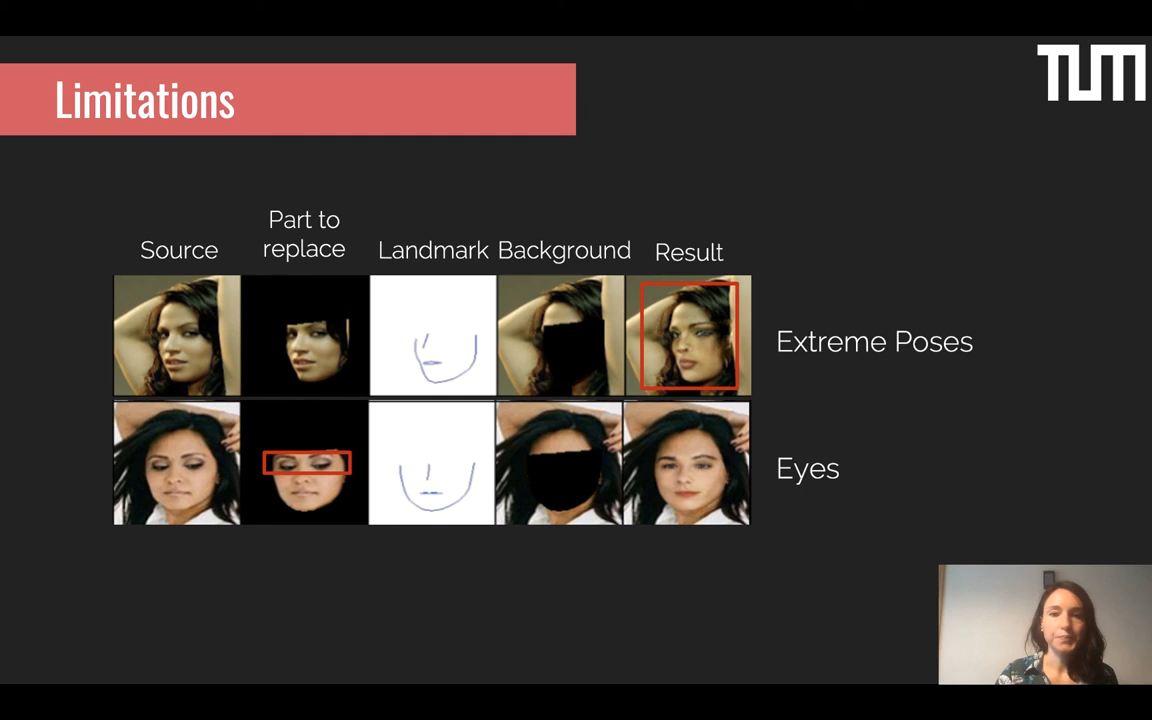 Limitations
TUM
Source
Part to
replace
Landmark
Background
Result
Extreme Poses
Eyes